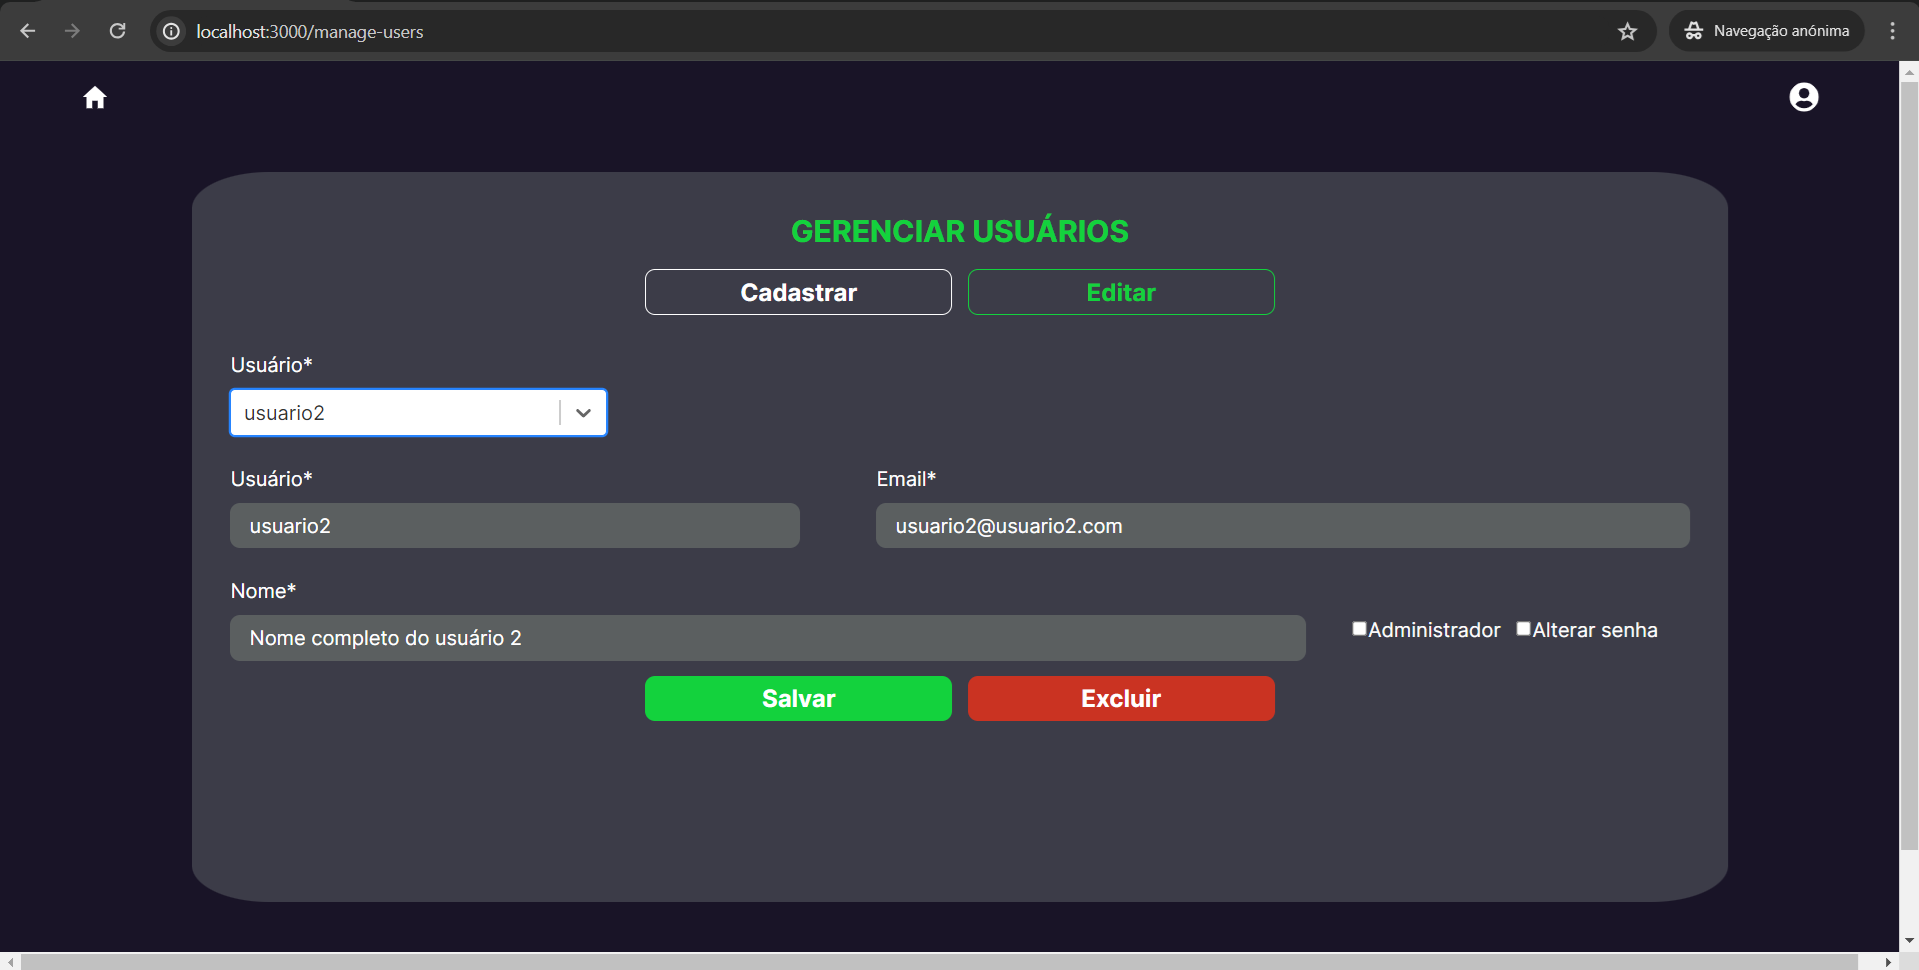 localhost:3000/manage-users
Navegação anónima
GERENCIAR USUÁRIOS
Cadastrar
Editar
Usuário*
usuario2
Usuário*
Email*
usuario2
usuario2@usuario2.com
Nome*
Nome completo do usuário 2
Administrador
Alterar senha
Salvar
Excluir